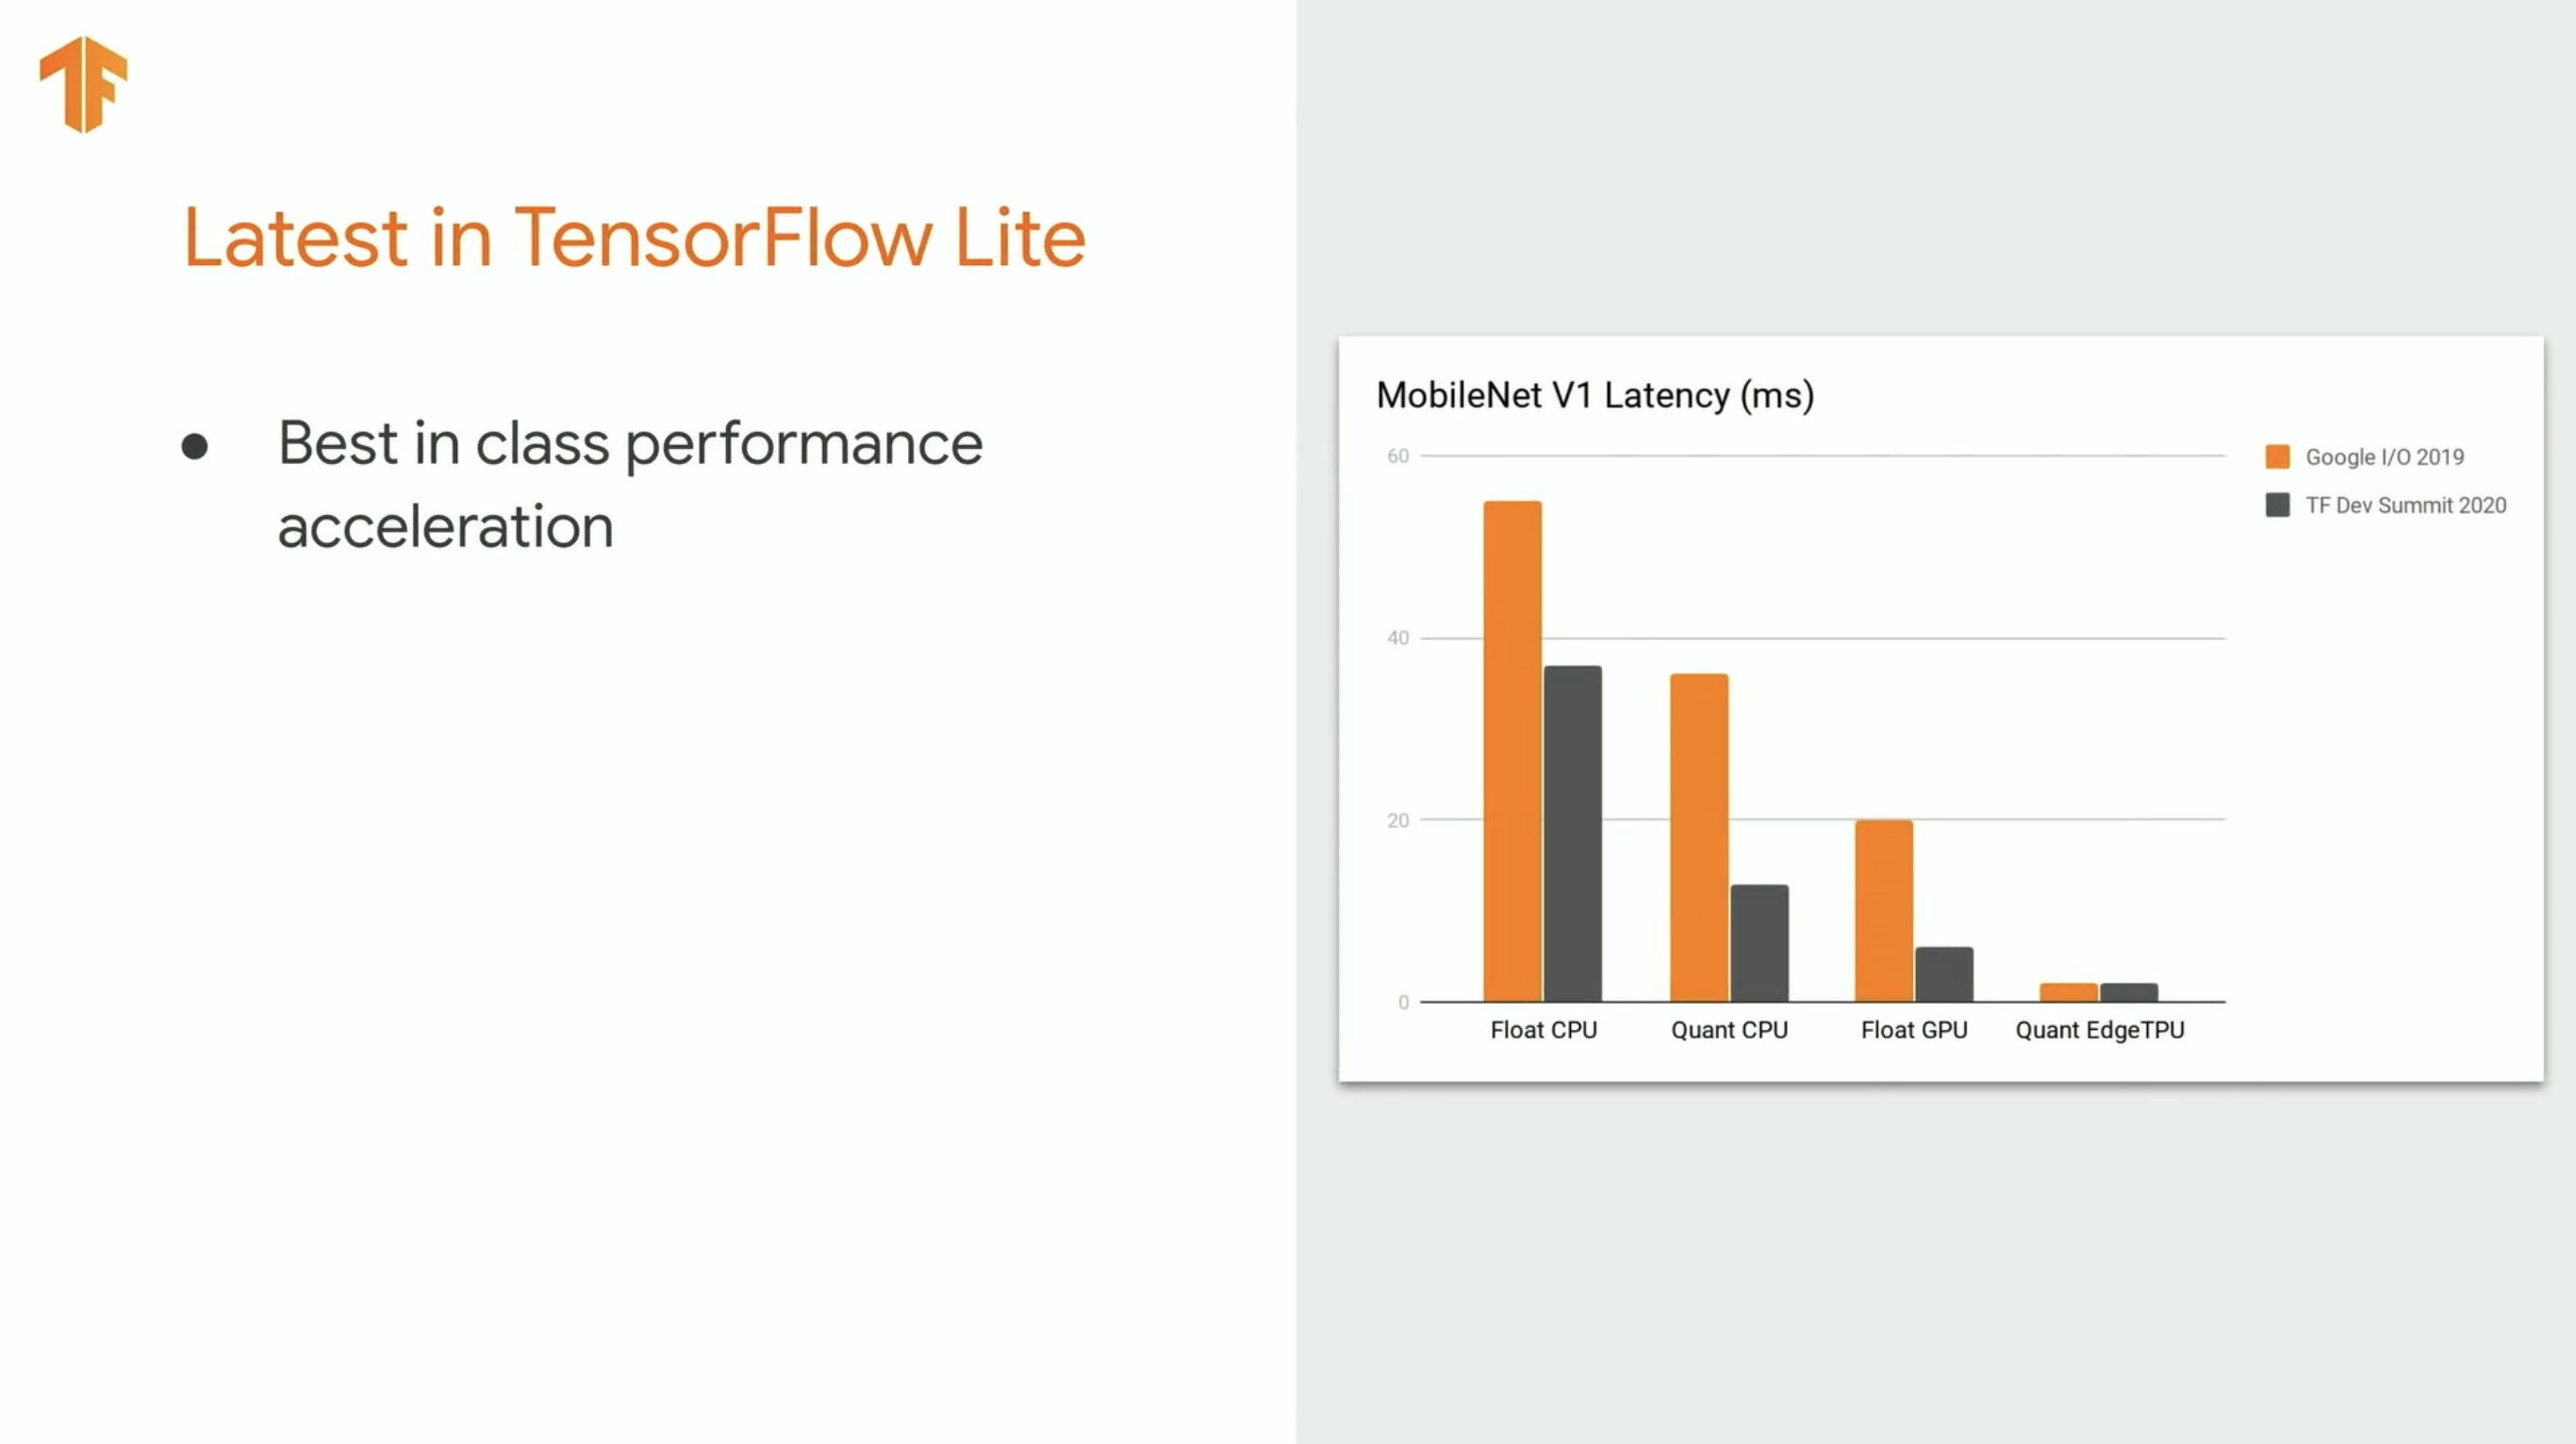 Latest in TensorFlow Lite
● Best in class performance
acceleration
MobileNet V1 Latency (ms)
60
40
20
0
Float CPU
Quant CPU
Float GPU
Quant EdgeTPU
Google I/O 2019
TF Dev Summit 2020